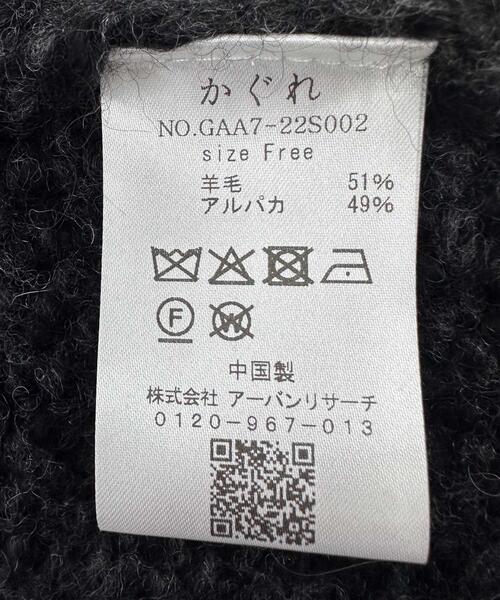 かぐれ
NO.GAA7-22S002
size Free
羊毛 51%
アルパカ 49%
F W
中国製
株式会社 アーバンリサーチ
0120-967-013